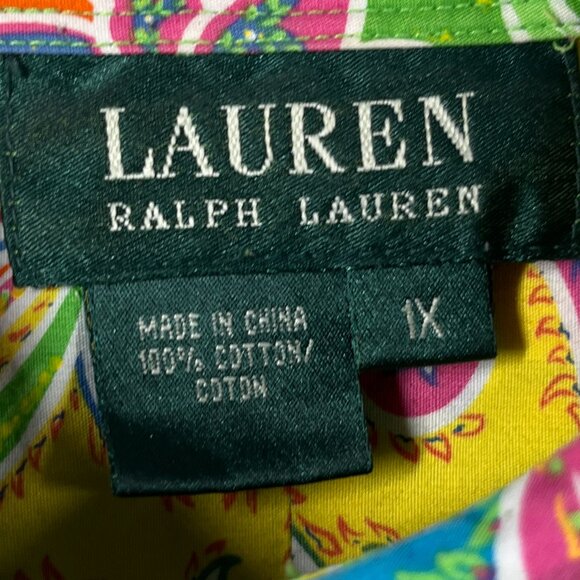 LAUREN
RALPH LAUREN
MADE IN CHINA
100% COTTON/
COTON
1X